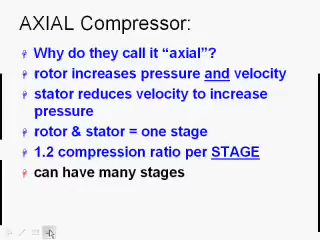 AXIAL Compressor:
Why do they call it “axial”?
rotor increases pressure and velocity
stator reduces velocity to increase
pressure
rotor & stator = one stage
1.2 compression ratio per STAGE
can have many stages